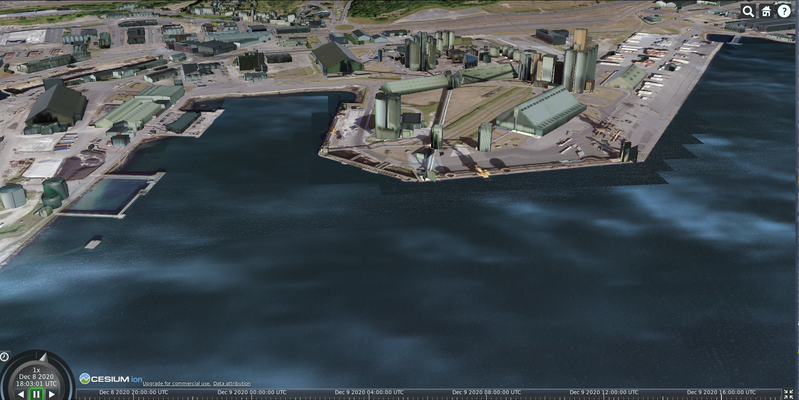 ?
1x
Dec 8 2020
18:03:01 UTC
CESIUM ion
Upgrade for commercial use. Data attribution
Dec 8 2020 20:00:00 UTC
Dec 9 2020 00:00:00 UTC
Dec 9 2020 04:00:00 UTC
Dec 9 2020 08:00:00 UTC
Dec 9 2020 12:00:00 UTC
Dec 9 2020 16:00:00 UTC